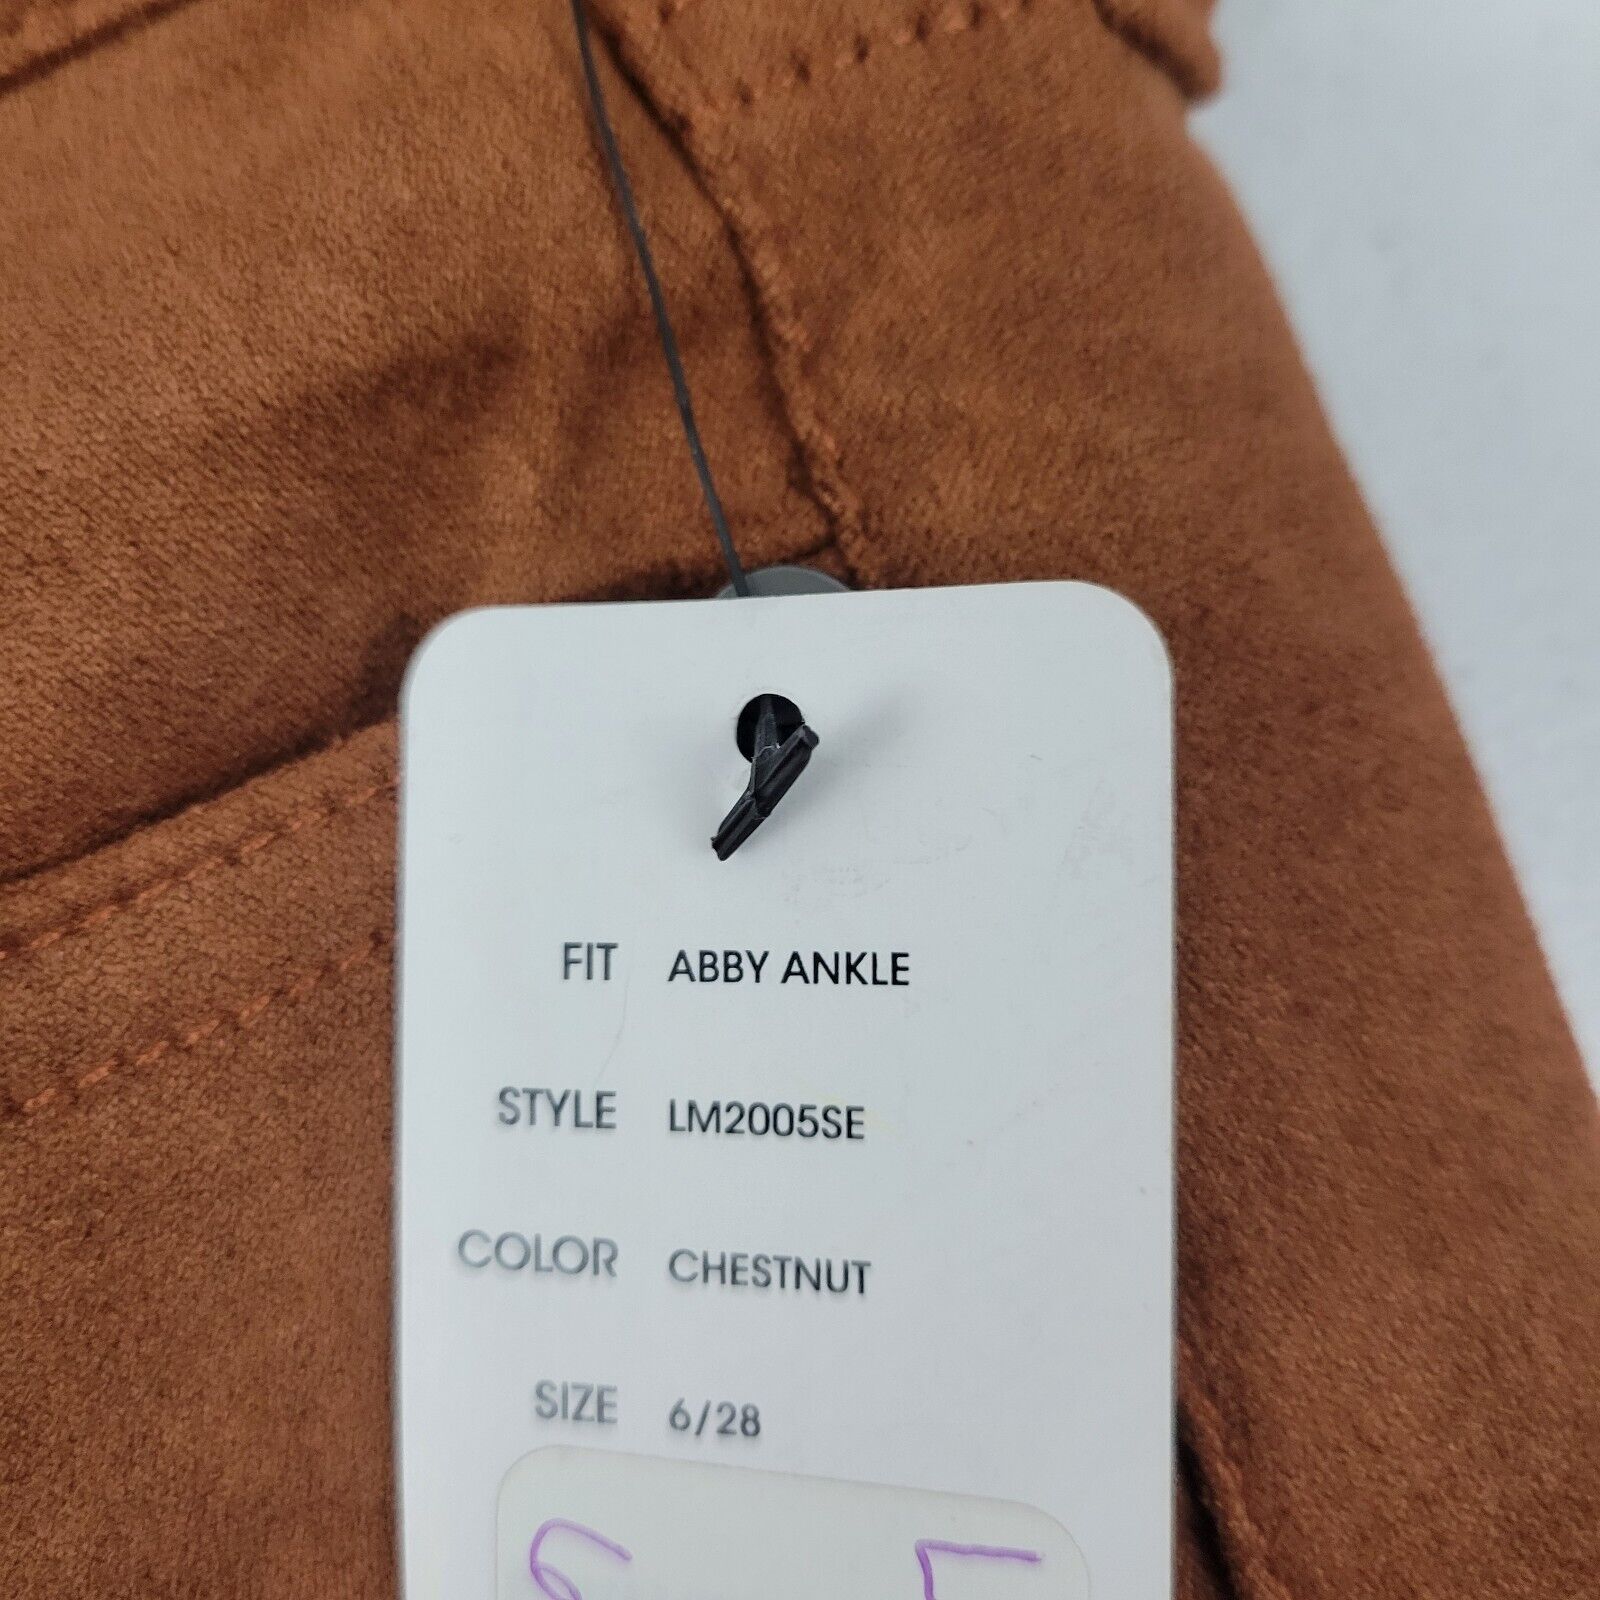 FIT ABBY ANKLE
STYLE LM2005SE
COLOR CHESTNUT
SIZE 6/28